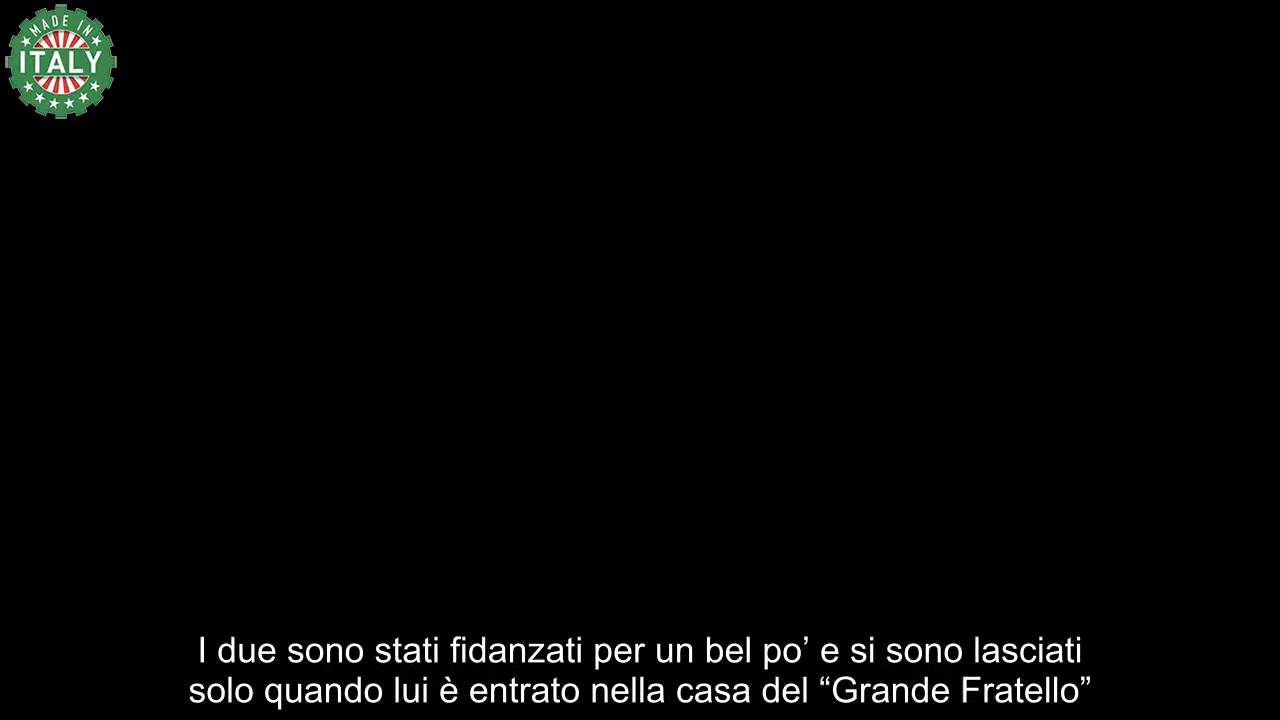 MADE IN
ITALY
I due sono stati fidanzati per un bel po’ e si sono lasciati
solo quando lui è entrato nella casa del “Grande Fratello”